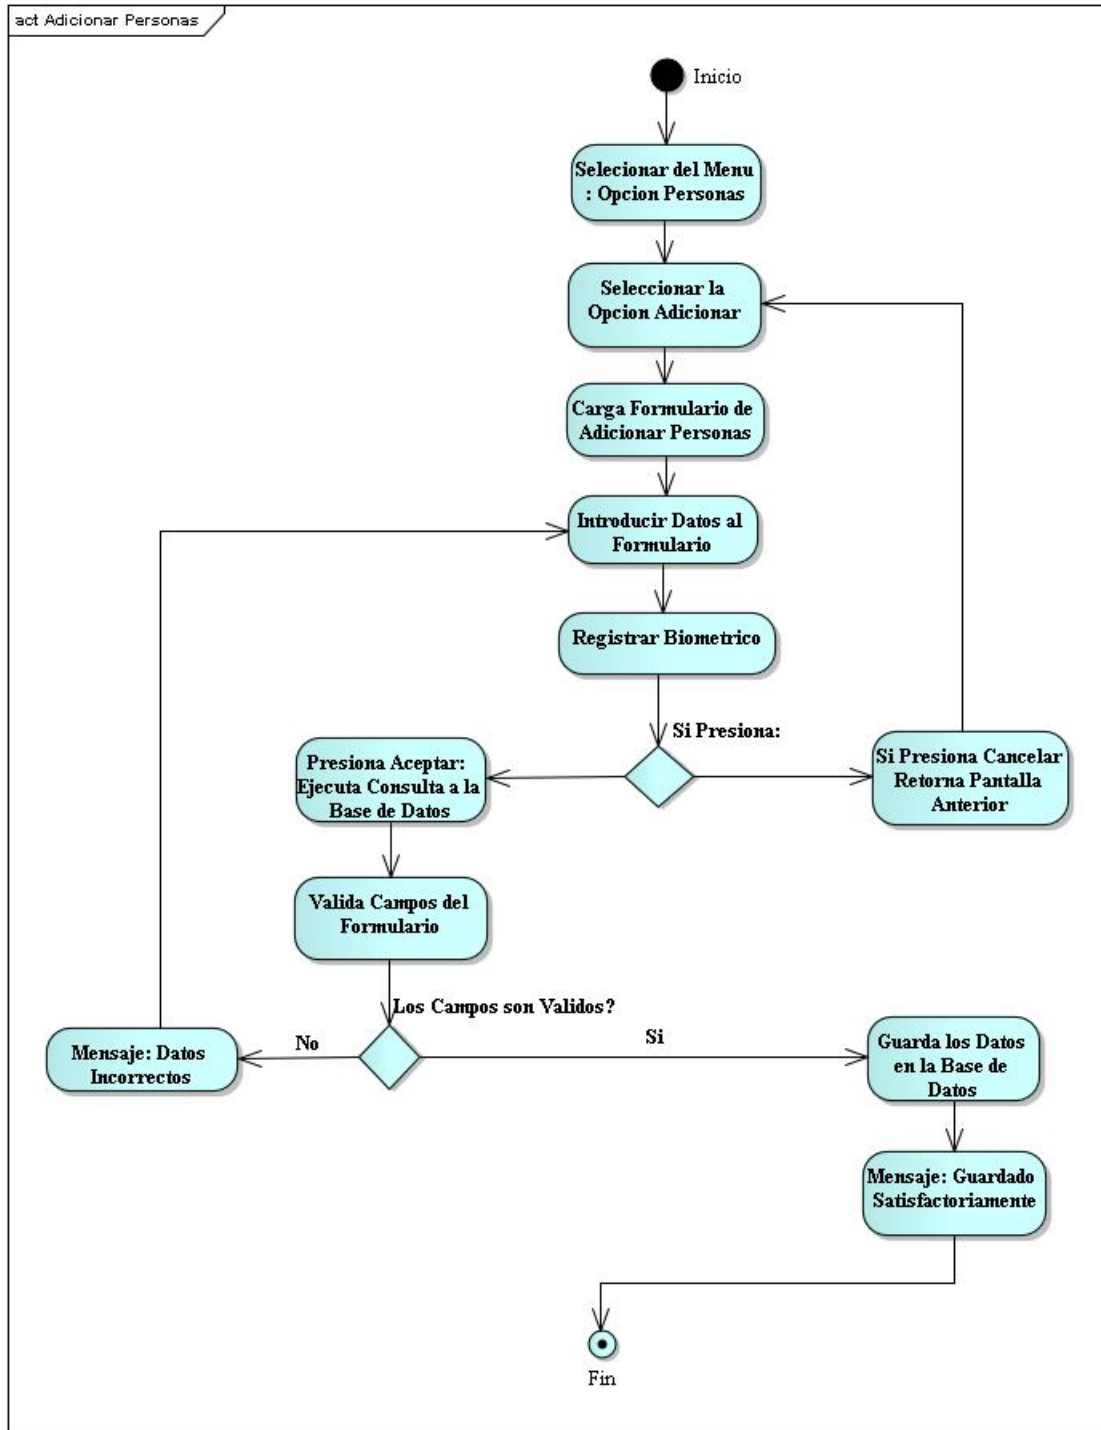 act Adicionar Personas
Inicio
Selecionar del Menu
: Opcion Personas
Seleccionar la
Opcion Adicionar
Carga Formulario de
Adicionar Personas
Introducir Datos al
Formulario
Registrar Biometrico
Si Presiona:
Presiona Aceptar:
Ejecuta Consulta a la
Base de Datos
Si Presiona Cancelar
Retorna Pantalla
Anterior
Valida Campos del
Formulario
Los Campos son Validos?
No
Si
Mensaje: Datos
Incorrectos
Guarda los Datos
en la Base de
Datos
Mensaje: Guardado
Satisfactoriamente
Fin